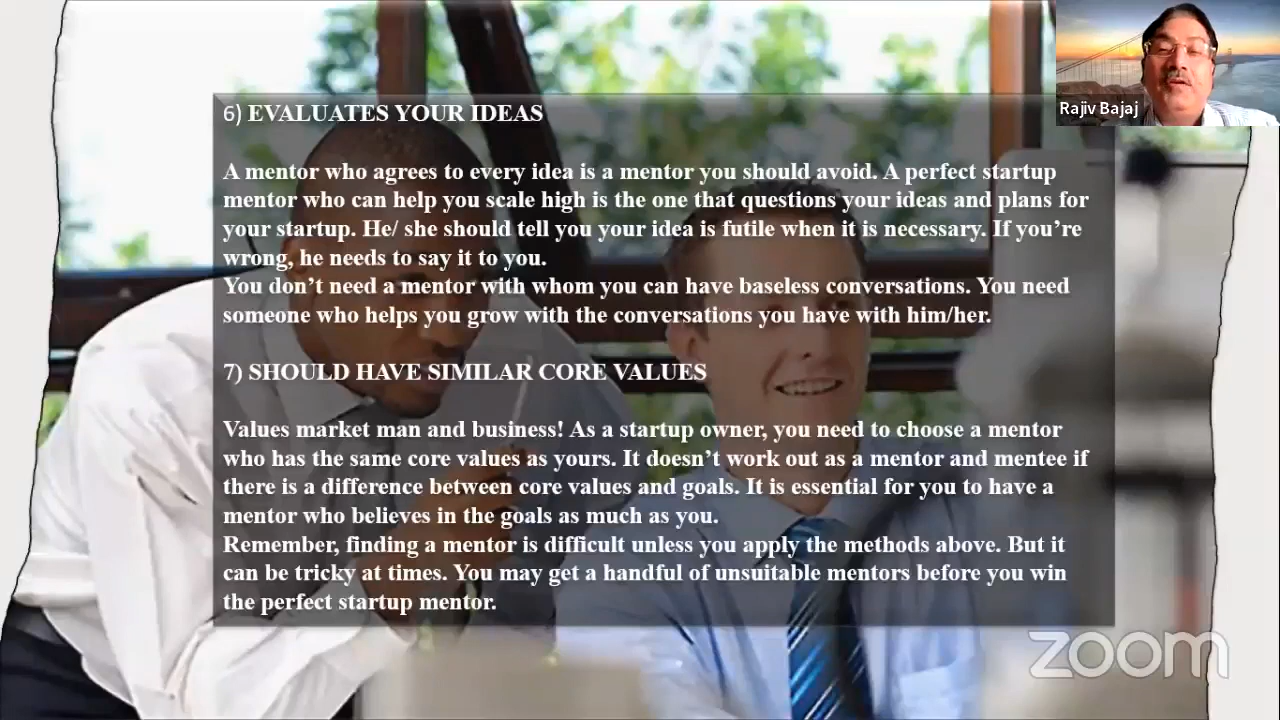 6) EVALUATES YOUR IDEAS
A mentor who agrees to every idea is a mentor you should avoid. A perfect startup
mentor who can help you scale high is the one that questions your ideas and plans for
your startup. He/ she should tell you your idea is futile when it is necessary. If you’re
wrong, he needs to say it to you.
You don’t need a mentor with whom you can have baseless conversations. You need
someone who helps you grow with the conversations you have with him/her.
7) SHOULD HAVE SIMILAR CORE VALUES
Values market man and business! As a startup owner, you need to choose a mentor
who has the same core values as yours. It doesn’t work out as a mentor and mentee if
there is a difference between core values and goals. It is essential for you to have a
mentor who believes in the goals as much as you.
Remember, finding a mentor is difficult unless you apply the methods above. But it
can be tricky at times. You may get a handful of unsuitable mentors before you win
the perfect startup mentor.
Rajiv Bajaj
zoom